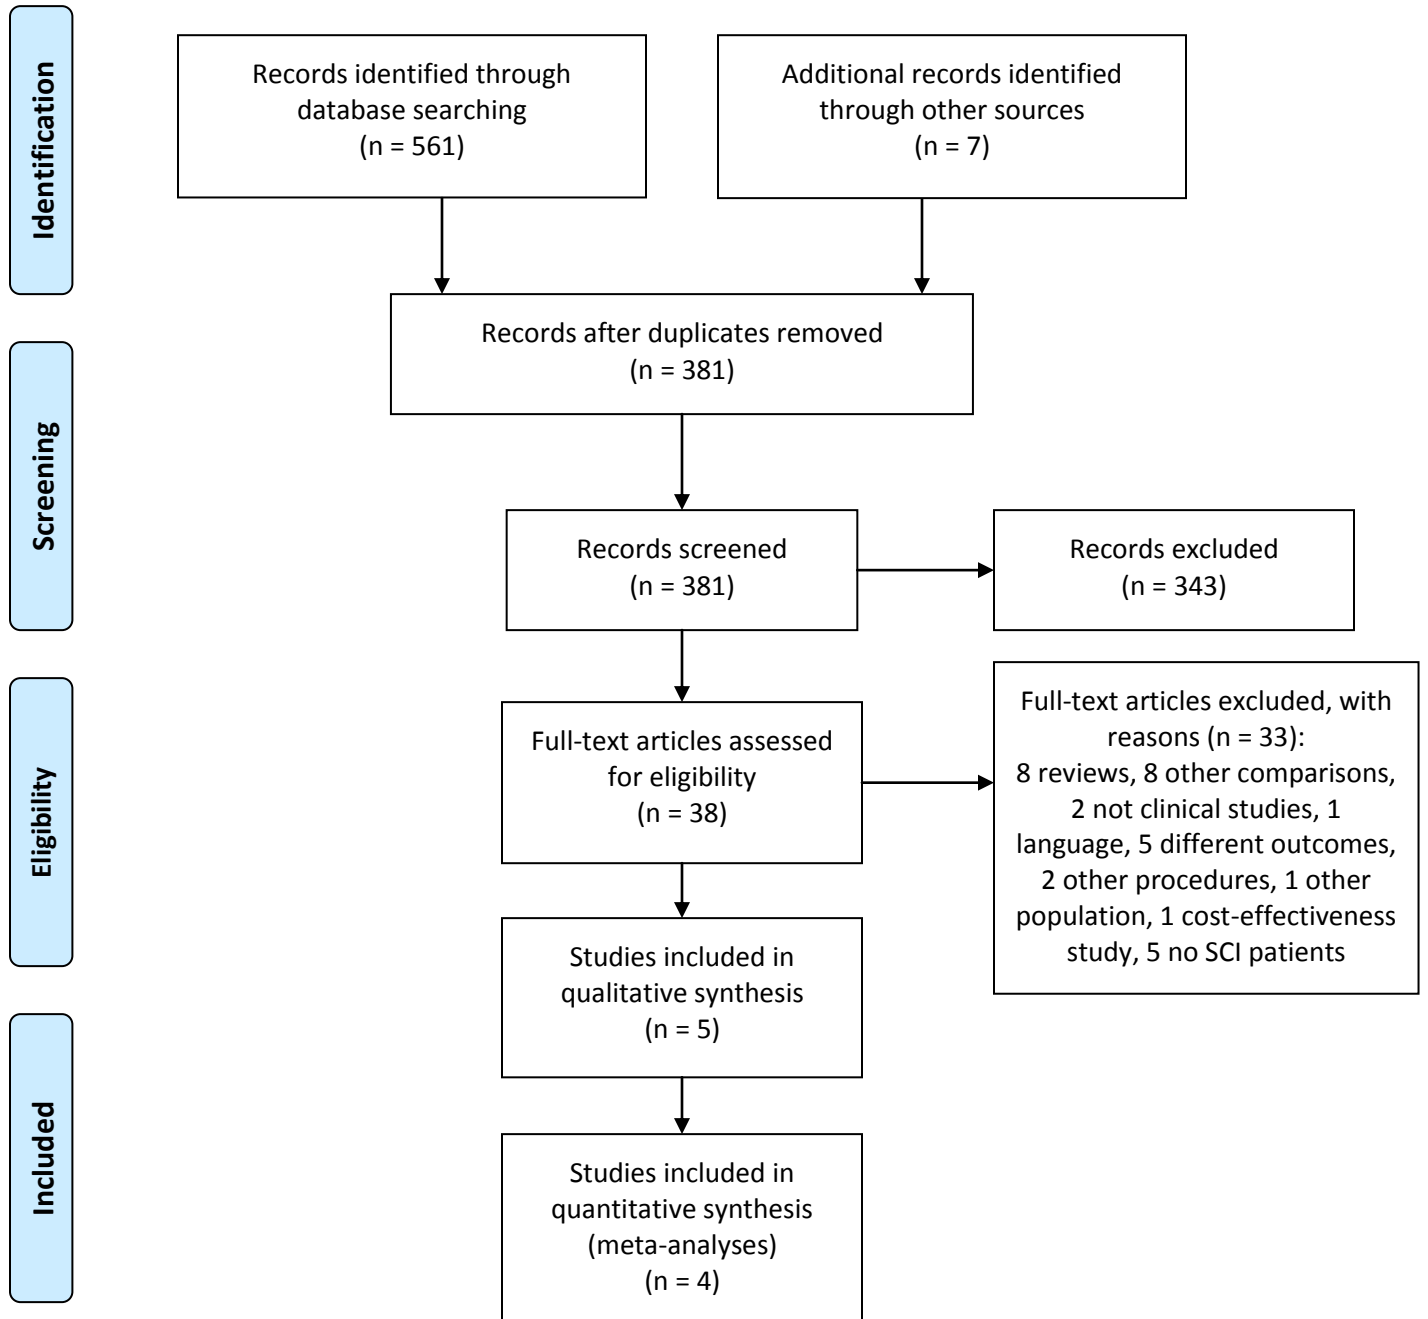 Identification
Records identified through
database searching
(n = 561)
Additional records identified
through other sources
(n = 7)
Records after duplicates removed
(n = 381)
Screening
Records screened
(n = 381)
Records excluded
(n = 343)
Eligibility
Full-text articles assessed
for eligibility
(n = 38)
Full-text articles excluded, with
reasons (n = 33):
8 reviews, 8 other comparisons,
2 not clinical studies, 1
language, 5 different outcomes,
2 other procedures, 1 other
population, 1 cost-effectiveness
study, 5 no SCI patients
Studies included in
qualitative synthesis
(n = 5)
Included
Studies included in
quantitative synthesis
(meta-analyses)
(n = 4)